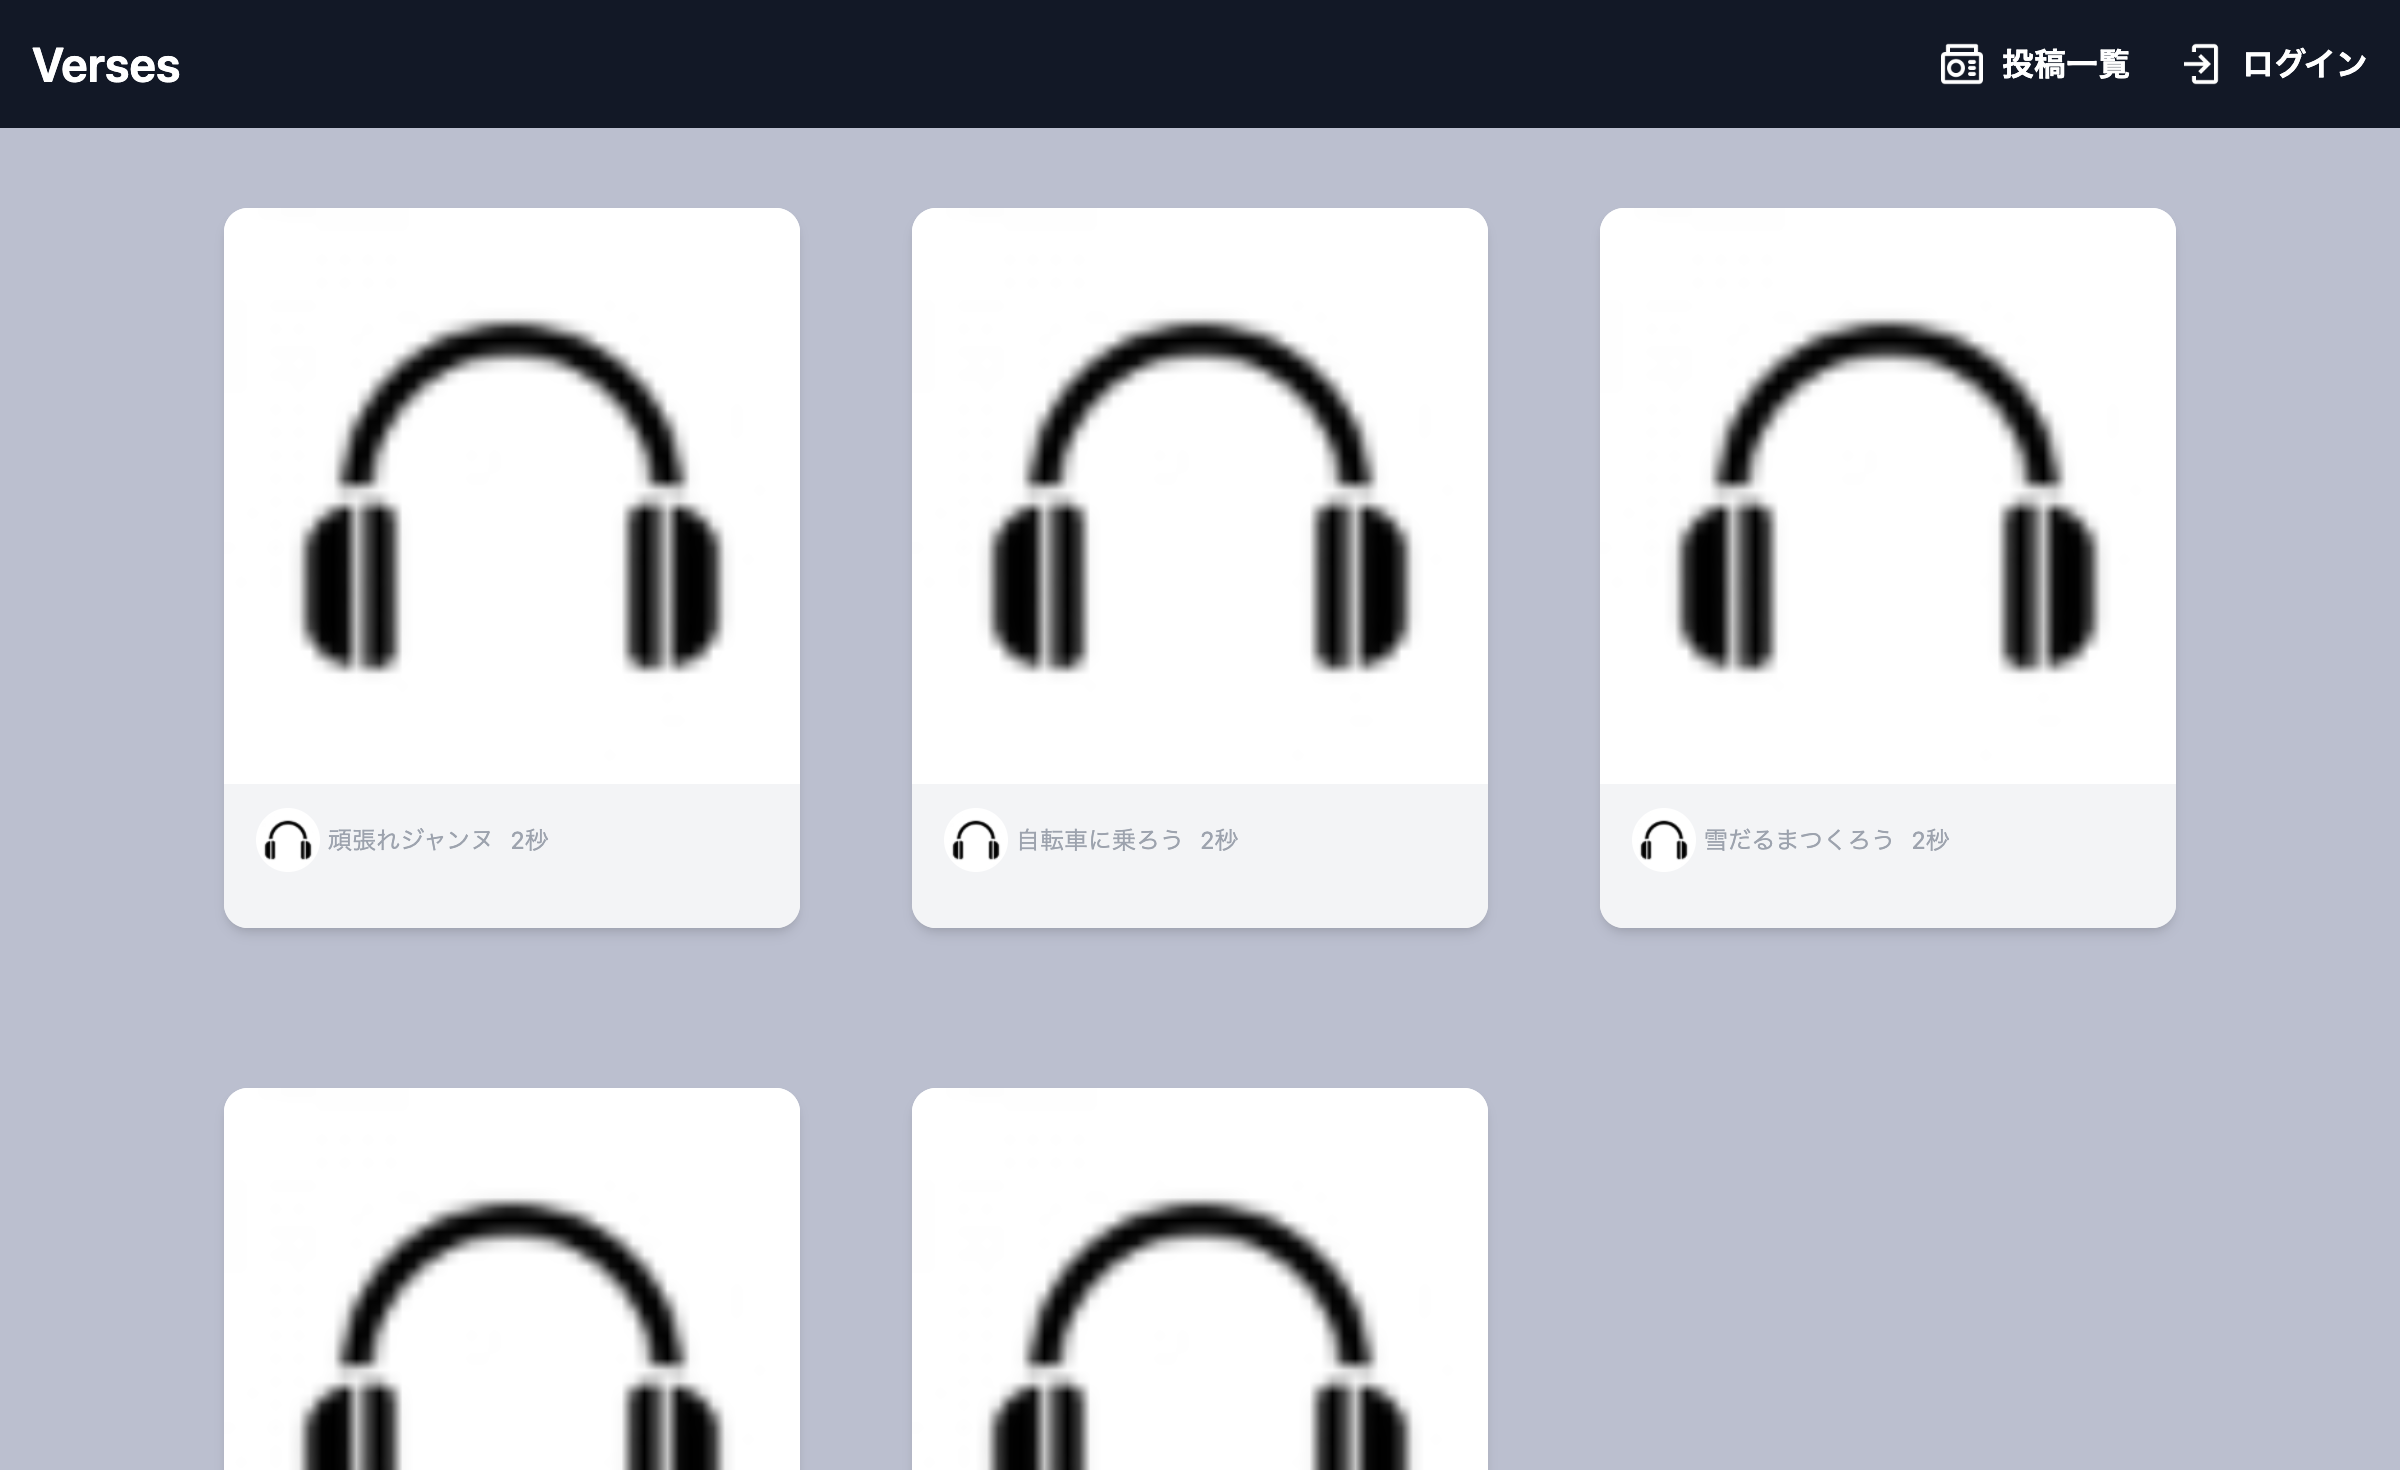 Verses
投稿一覧
ログイン
頑張れジャンヌ 2秒
自転車に乗ろう 2秒
雪だるまつくろう 2秒